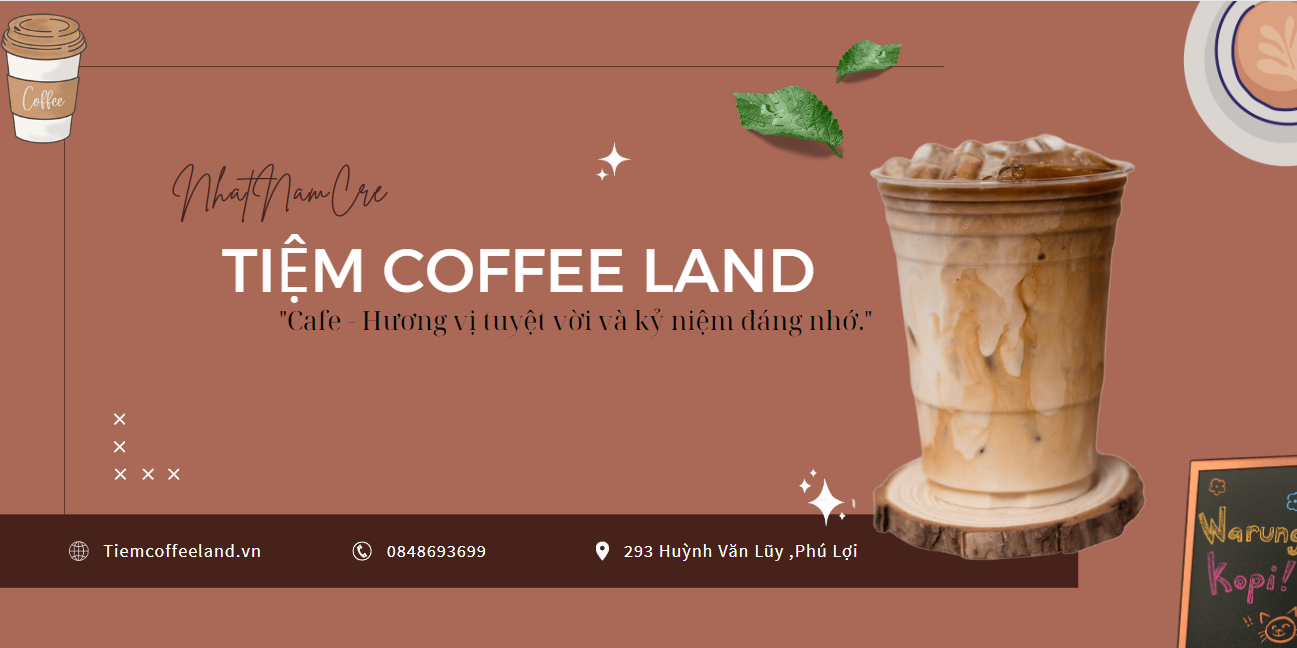 Coffee
NhatNamCre
TIỆM COFFEE LAND
"Cafe - Hương vị tuyệt vời và kỷ niệm đáng nhớ."
Tiemcoffeeland.vn
0848693699
293 Huỳnh Văn Lũy ,Phú Lợi
Warung
Kopi!